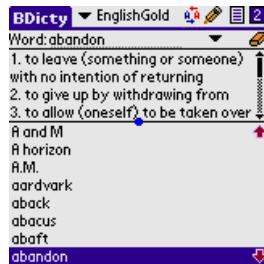 BDicty EnglishGold 2
Word: abandon
1. to leave (something or someone)
with no intention of returning
2. to give up by withdrawing from
3. to allow (oneself) to be taken over
A and M
A horizon
A.M.
aardvark
aback
abacus
abaft
abandon